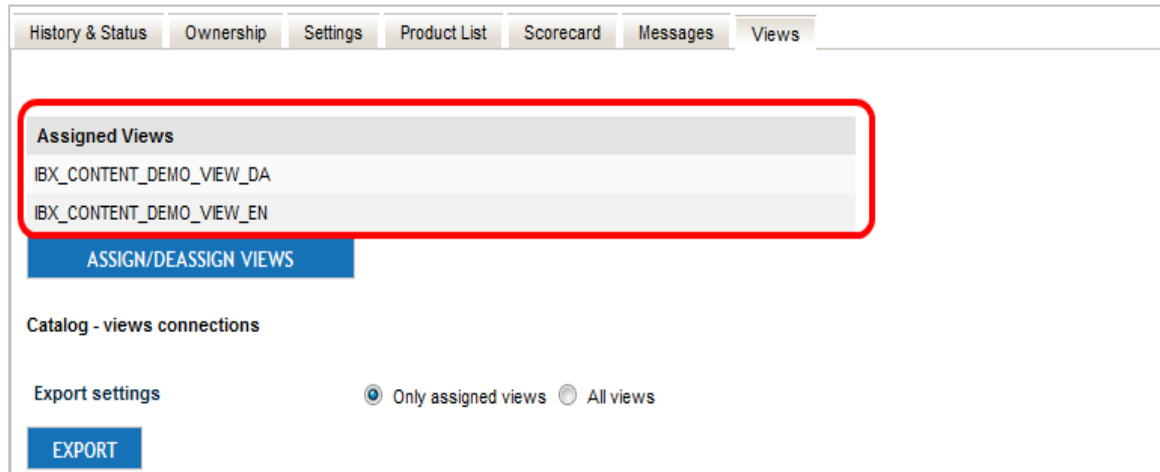 History & Status Ownership Settings Product List Scorecard Messages Views
Assigned Views
IBX_CONTENT_DEMO_VIEW_DA
IBX_CONTENT_DEMO_VIEW_EN
ASSIGN/DEASSIGN VIEWS
Catalog - views connections
Export settings Only assigned views All views
EXPORT